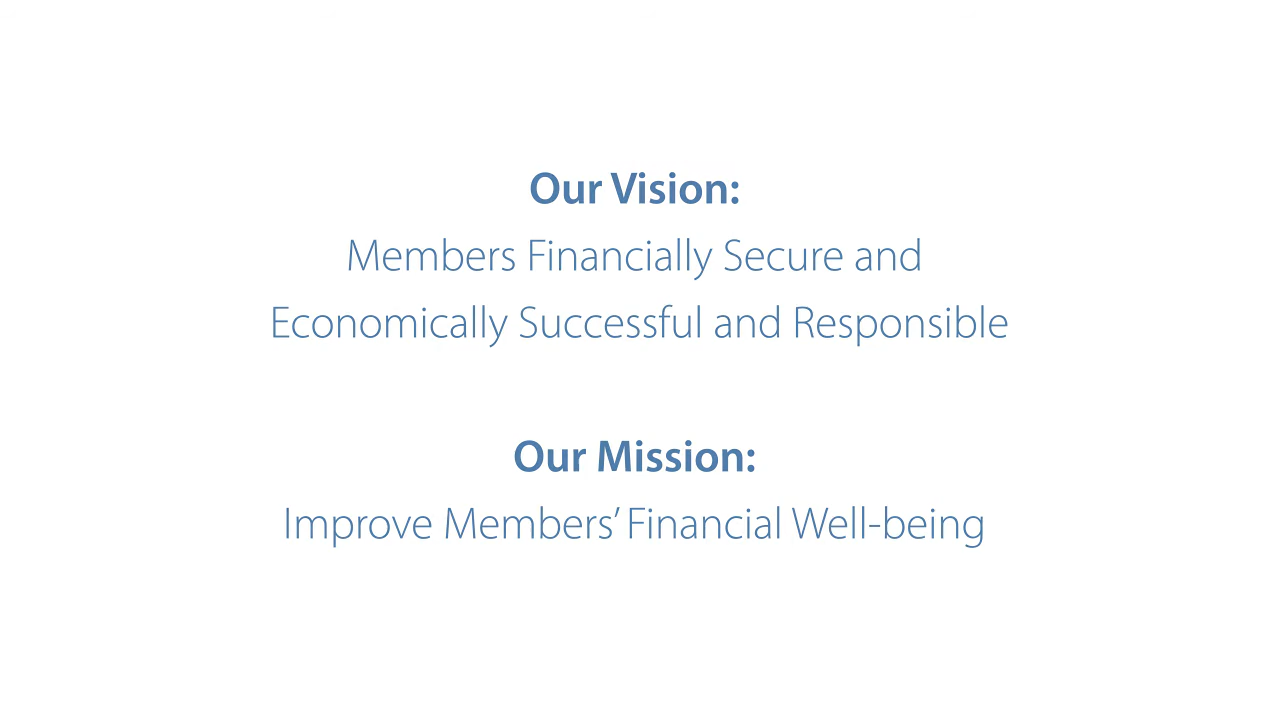 Our Vision:
Members Financially Secure and
Economically Successful and Responsible
Our Mission:
Improve Members’ Financial Well-being